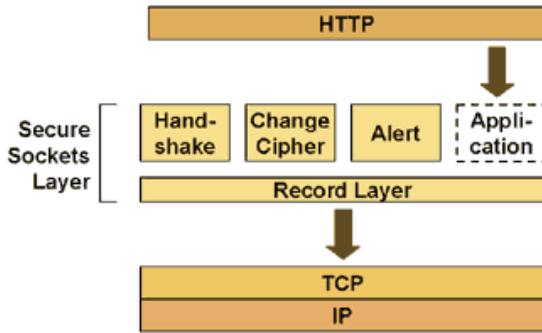 HTTP
Secure
Sockets
Layer
Hand-
shake
Change
Cipher
Alert
Appli-
cation
Record Layer
TCP
IP